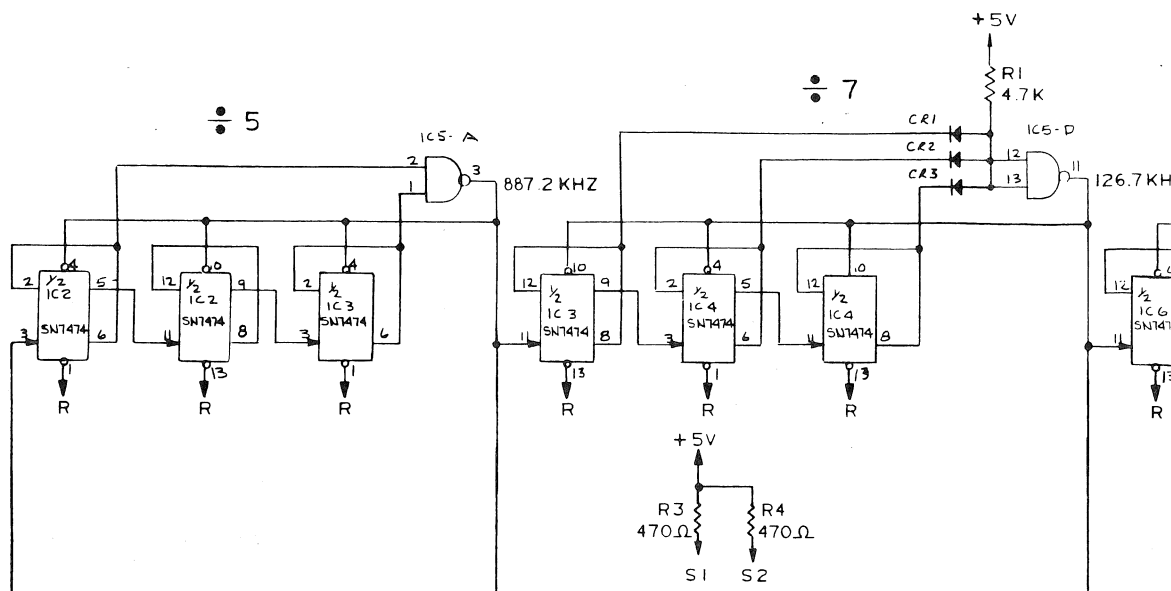 +5V
R1
4.7K
÷ 5
÷ 7
IC5-A
2
1
3
887.2 KHZ
CR1
CR2
CR3
IC5-D
12
13
11
126.7 KH
4
2
1/2
IC2
SN7474
5
3
6
1
R
10
12
1/2
IC2
SN7474
9
11
8
13
R
4
2
1/2
IC3
SN7474
3
6
1
R
10
12
1/2
IC3
SN7474
9
11
8
13
R
4
2
1/2
IC4
SN7474
5
3
6
1
R
10
12
1/2
IC4
SN7474
11
8
13
R
12
1/2
IC6
SN747
11
13
R
+5V
R3
470Ω
R4
470Ω
S1
S2